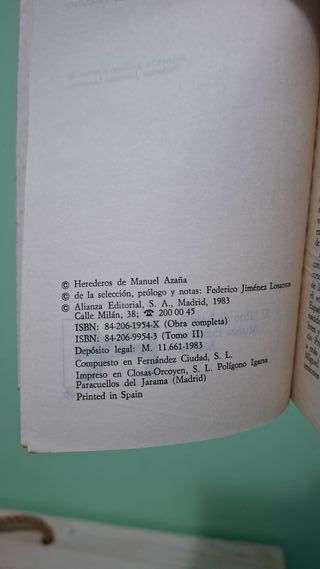 © Herederos de Manuel Azaña
© de la selección, prólogo y notas: Federico Jiménez Losantos
© Alianza Editorial, S. A., Madrid, 1983
Calle Milán, 38; ☎ 200 00 45
ISBN: 84-206-1954-X (Obra completa)
ISBN: 84-206-9954-3 (Tomo II)
Depósito legal: M. 11.661-1983
Compuesto en Fernández Ciudad, S. L.
Impreso en Closas-Orcoyen, S. L. Polígono Igarsa
Paracuellos del Jarama (Madrid)
Printed in Spain